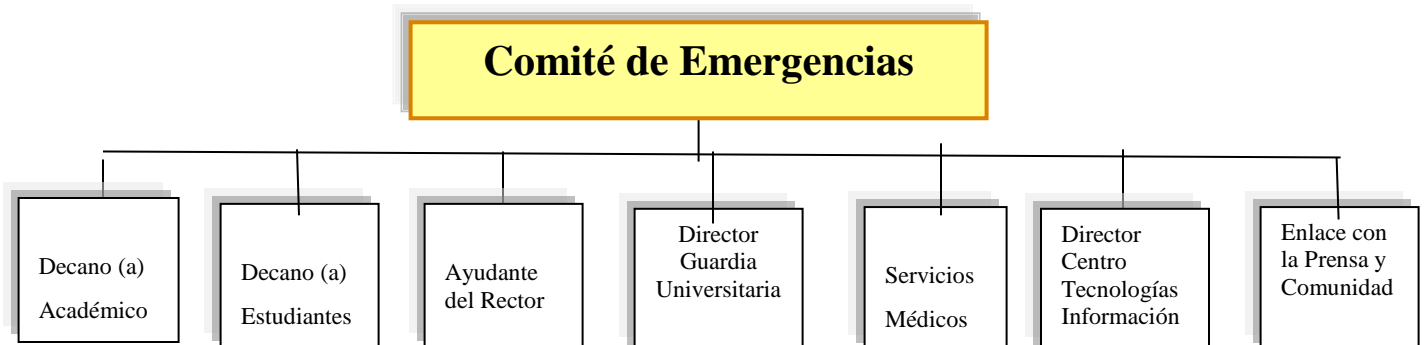 Comité de Emergencias
Decano (a)
Académico
Decano (a)
Estudiantes
Ayudante
del Rector
Director
Guardia
Universitaria
Servicios
Médicos
Director
Centro
Tecnologías
Información
Enlace con
la Prensa y
Comunidad